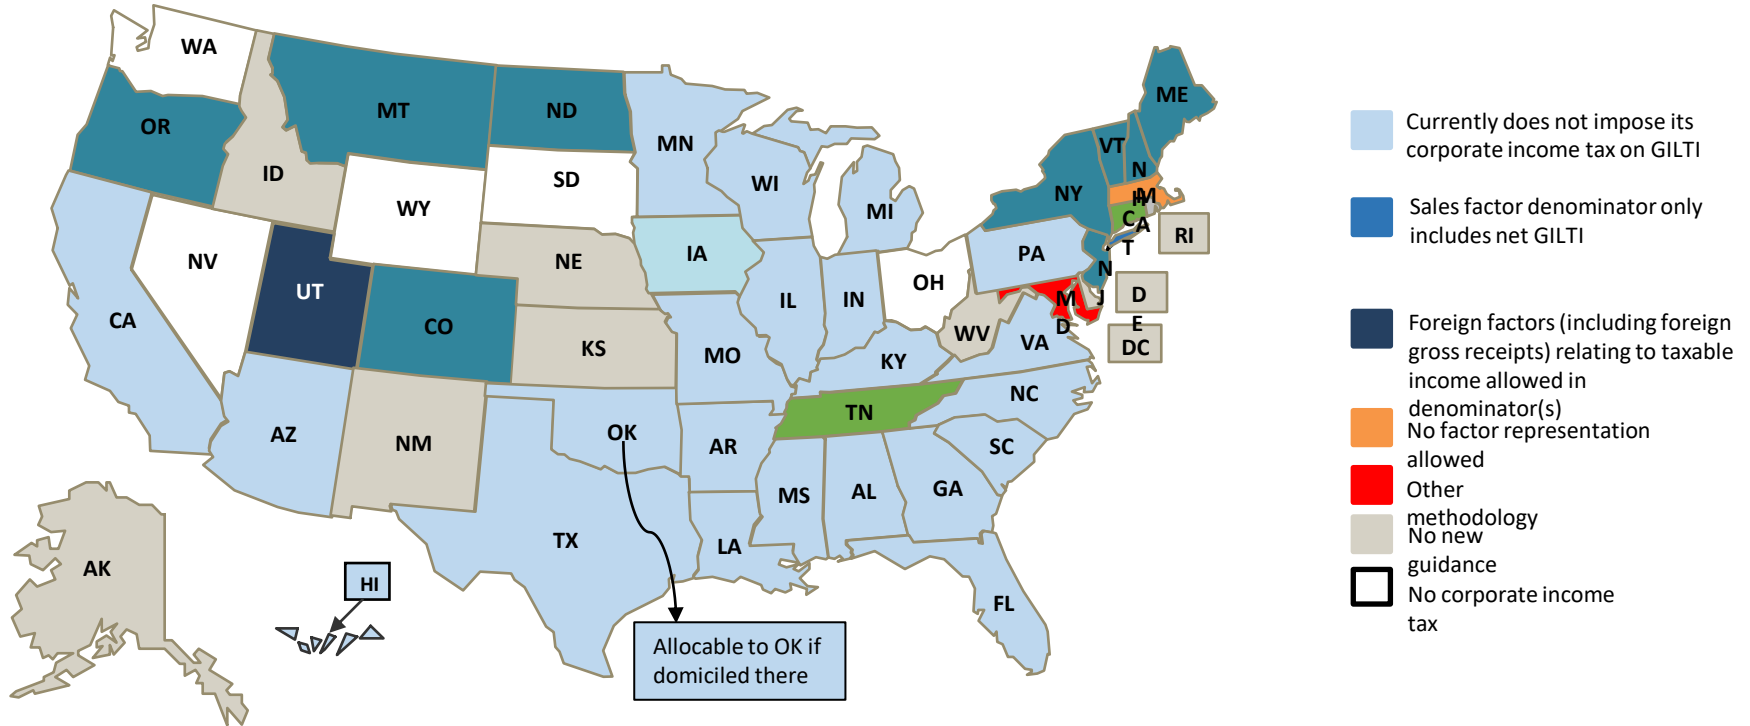 WA
OR
MT
ND
ID
WY
SD
MN
WI
MI
NY
VT
N
H
ME
M
A
C
T
RI
NV
UT
CO
NE
KS
IA
IL
IN
OH
PA
N
J
D
E
M
D
DC
WV
VA
KY
MO
CA
AZ
NM
OK
AR
TN
NC
SC
MS
AL
GA
TX
LA
FL
AK
HI
Allocable to OK if
domiciled there
Currently does not impose its
corporate income tax on GILTI
Sales factor denominator only
includes net GILTI
Foreign factors (including foreign
gross receipts) relating to taxable
income allowed in
denominator(s)
No factor representation
allowed
Other
methodology
No new
guidance
No corporate income
tax